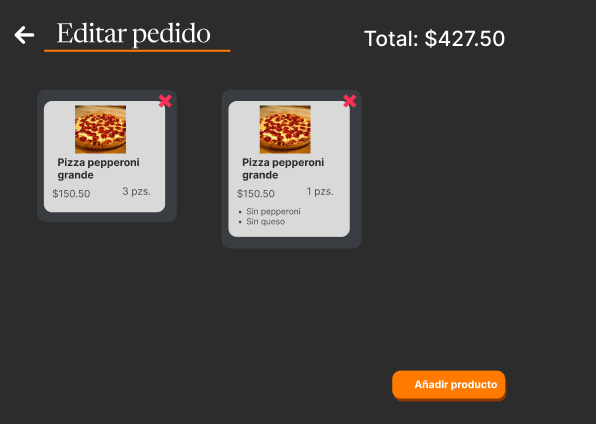 Editar pedido
Total: $427.50
Pizza pepperoni
grande
$150.50
3 pzs.
Pizza pepperoni
grande
$150.50
1 pzs.
• Sin pepperoni
• Sin queso
Añadir producto